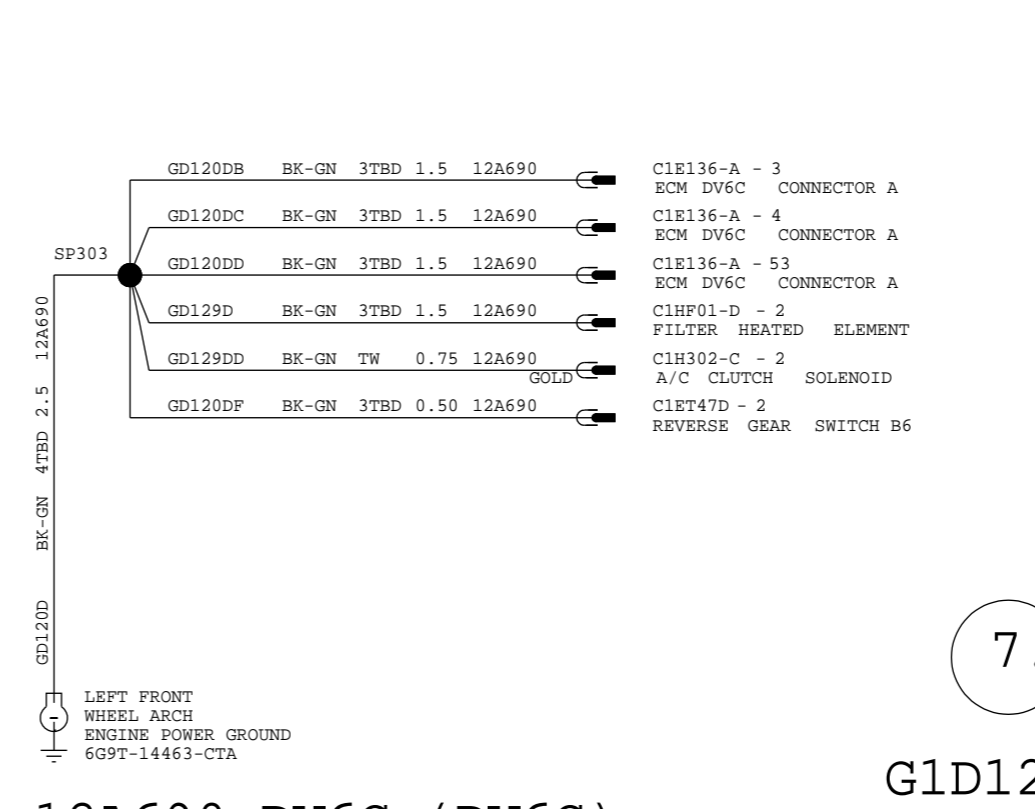 GD120DB BK-GN 3TBD 1.5 12A690
C1E136-A - 3
ECM DV6C CONNECTOR A
GD120DC BK-GN 3TBD 1.5 12A690
C1E136-A - 4
ECM DV6C CONNECTOR A
SP303
GD120DD BK-GN 3TBD 1.5 12A690
C1E136-A - 53
ECM DV6C CONNECTOR A
GD129D BK-GN 3TBD 1.5 12A690
C1HF01-D - 2
FILTER HEATED ELEMENT
GD129DD BK-GN TW 0.75 12A690
GOLD
C1H302-C - 2
A/C CLUTCH SOLENOID
GD120DF BK-GN 3TBD 0.50 12A690
C1ET47D - 2
REVERSE GEAR SWITCH B6
GD120D BK-GN 4TBD 2.5 12A690
LEFT FRONT
WHEEL ARCH
ENGINE POWER GROUND
6G9T-14463-CTA
7
G1D12